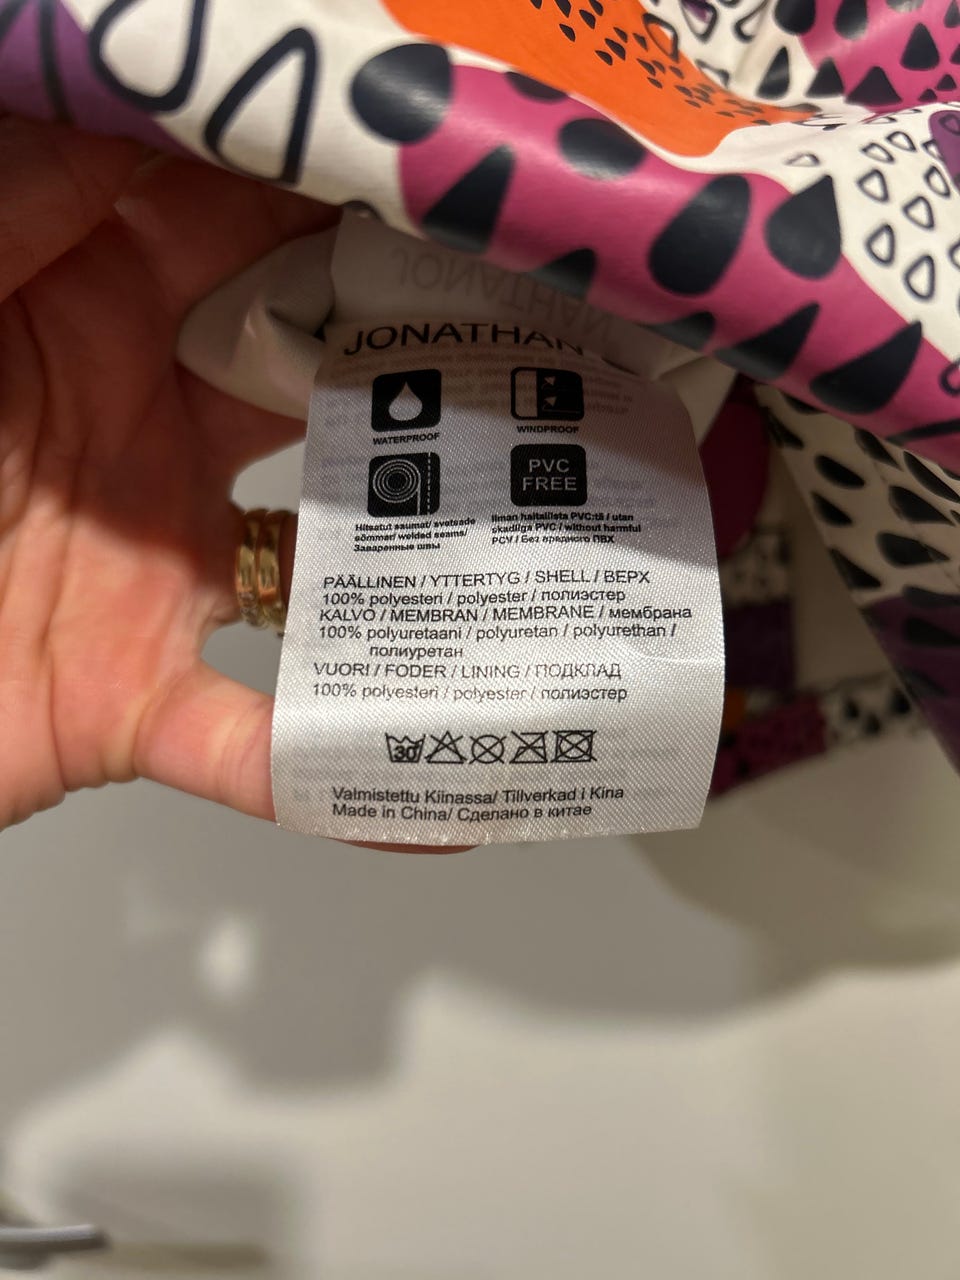 JONATHAN
JONATHAN
WATERPROOF
WINDPROOF
PVC
FREE
Hitsatut saumat/ svetsade
sömmar/ welded seams/
Заваренные швы
Ilman haitallista PVC:tä / utan
skadliga PVC / without harmful
PCV / Без вредного ПВХ
PÄÄLLINEN / YTTERTYG / SHELL / ВЕРХ
100% polyesteri / polyester / полиэстер
KALVO / MEMBRAN / MEMBRANE / мембрана
100% polyuretaani / polyuretan / polyurethan /
полиуретан
VUORI / FODER / LINING / ПОДКЛАД
100% polyesteri / polyester / полиэстер
30
Valmistettu Kiinassa/ Tillverkad i Kina
Made in China/ Сделано в китае